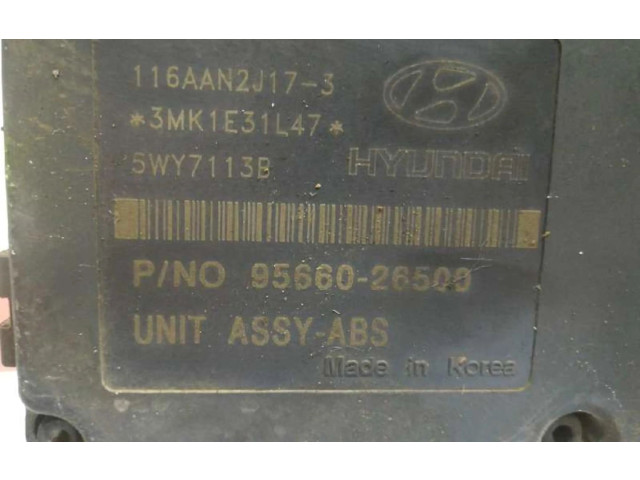 116AAN2J17-3
*3MK1E31L47*
5WY7113B
HYUNDAI
P/NO 95660-26500
UNIT ASSY-ABS
Made in Korea